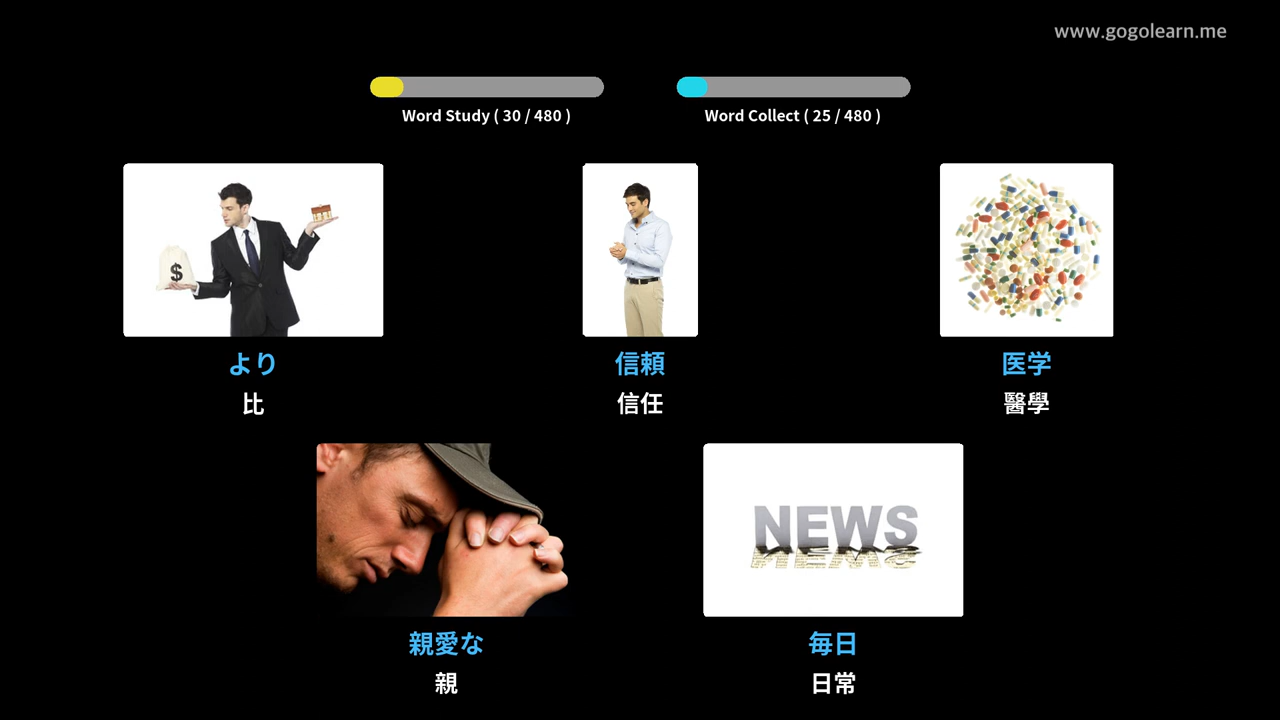 www.gogolearn.me
Word Study ( 30 / 480 )
Word Collect ( 25 / 480 )
$
より
信頼
医学
比
信任
醫學
NEWS
親愛な
毎日
親
日常